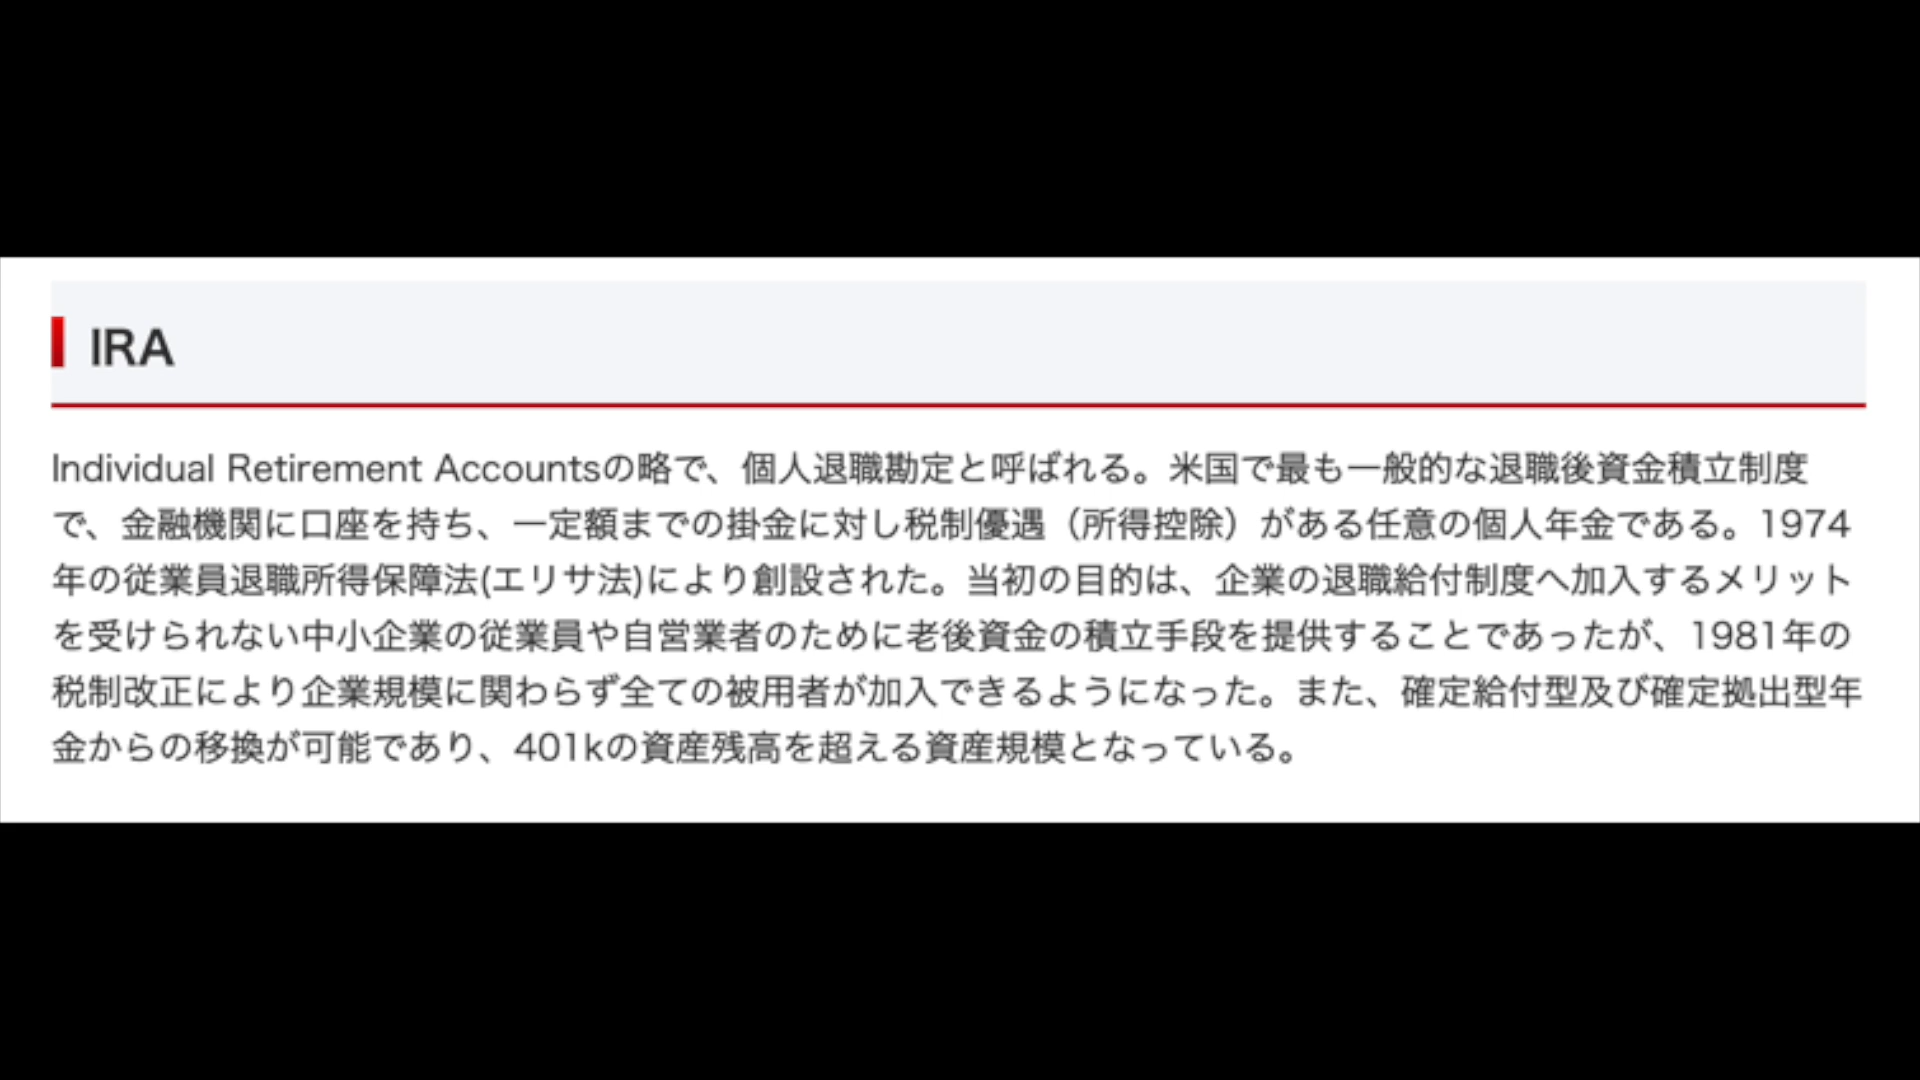 IRA
Individual Retirement Accountsの略で、個人退職勘定と呼ばれる。米国で最も一般的な退職後資金積立制度
で、金融機関に口座を持ち、一定額までの掛金に対し税制優遇（所得控除）がある任意の個人年金である。1974
年の従業員退職所得保障法(エリサ法)により創設された。当初の目的は、企業の退職給付制度へ加入するメリット
を受けられない中小企業の従業員や自営業者のために老後資金の積立手段を提供することであったが、1981年の
税制改正により企業規模に関わらず全ての被用者が加入できるようになった。また、確定給付型及び確定拠出型年
金からの移換が可能であり、401kの資産残高を超える資産規模となっている。